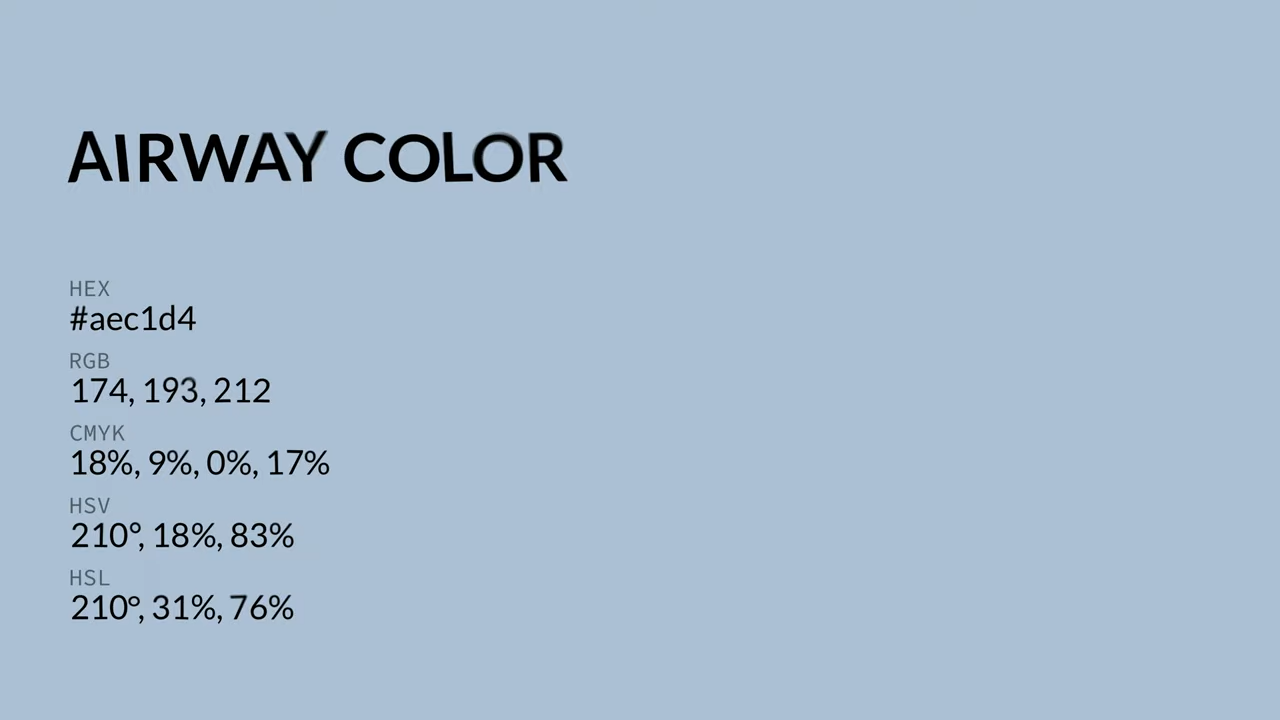 AIRWAY COLOR
HEX
#aec1d4
RGB
174, 193, 212
CMYK
18%, 9%, 0%, 17%
HSV
210°, 18%, 83%
HSL
210°, 31%, 76%